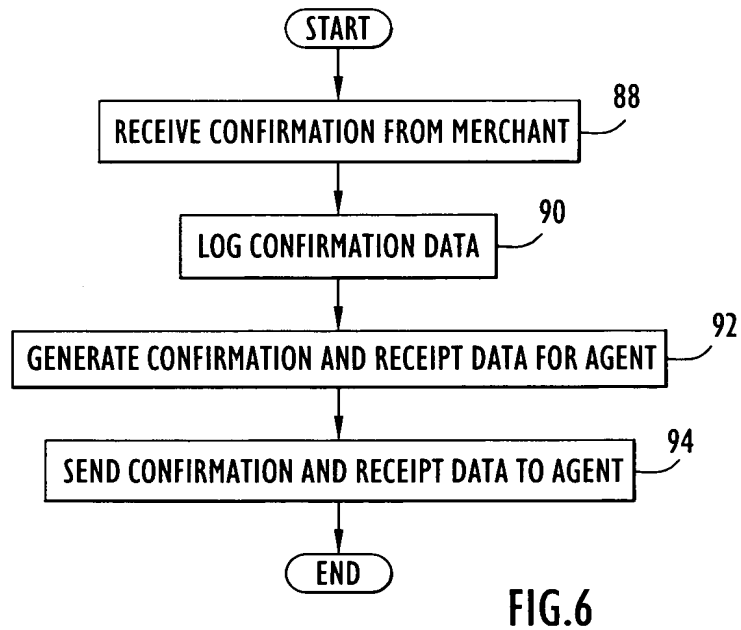 START
RECEIVE CONFIRMATION FROM MERCHANT
88
LOG CONFIRMATION DATA
90
GENERATE CONFIRMATION AND RECEIPT DATA FOR AGENT
92
SEND CONFIRMATION AND RECEIPT DATA TO AGENT
94
END
FIG.6